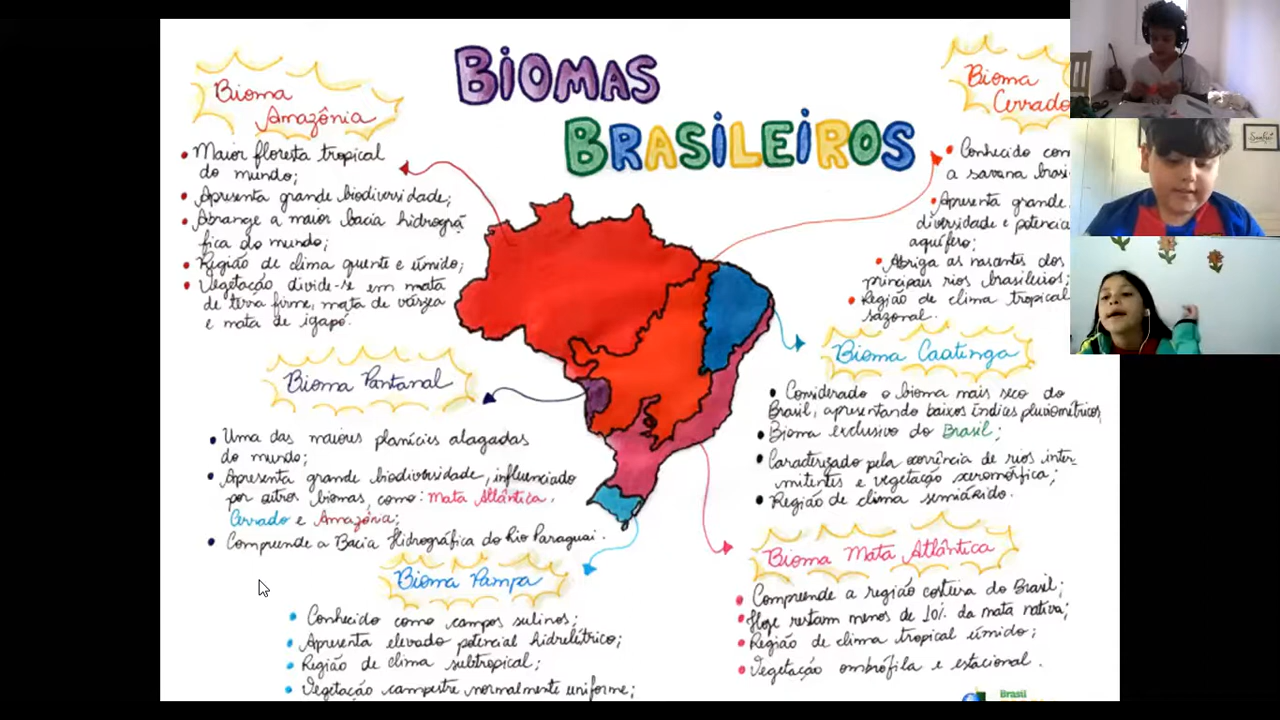 BIOMAS
BRASILEIROS
Bioma
Amazônia
Maior floresta tropical
do mundo;
Apresenta grande biodiversidade;
Abrange a maior bacia hidrográ
fica do mundo;
Região de clima quente e úmido;
Vegetação divide-se em mata
de terra firme, mata de várzea
e mata de igapó.
Bioma
Cerrado
Conhecido com
a savana brasi
Apresenta grande
diversidade e potencia
aquífero;
Abriga as nascentes dos
principais rios brasileiros;
Região de clima tropical
sazonal.
Bioma Pantanal
Uma das maiores planícies alagadas
do mundo;
Apresenta grande biodiversidade, influenciado
por outros biomas, como: Mata Atlântica,
Cerrado e Amazônia;
Compreende a Bacia Hidrográfica do Rio Paraguai.
Bioma Caatinga
Considerado o bioma mais seco do
Brasil, apresentando baixos índices pluviométricos
Bioma exclusivo do Brasil;
Caracterizado pela ocorrência de rios inter-
mitentes e vegetação xeromórfica;
Região de clima semiárido.
Bioma Pampa
Conhecido como campos sulinos;
Apresenta elevado potencial hidrelétrico;
Região de clima subtropical;
Vegetação campestre normalmente uniforme;
Bioma Mata Atlântica
Compreende a região costeira do Brasil;
Hoje restam menos de 10% da mata nativa;
Região de clima tropical úmido;
Vegetação ombrófila e estacional.
Brasil